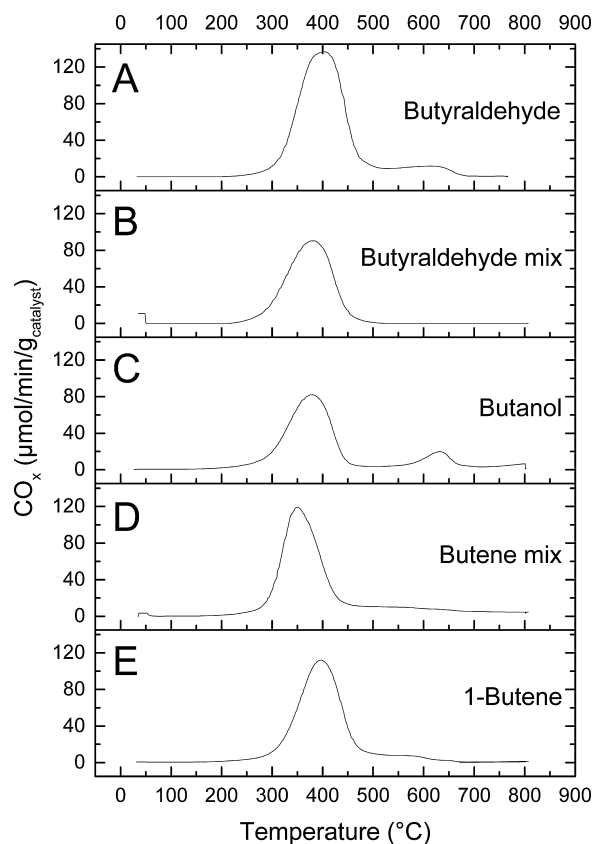 0 100 200 300 400 500 600 700 800 900
A
Butyraldehyde
120
80
40
0
B
Butyraldehyde mix
120
80
40
0
C
Butanol
120
80
40
0
D
Butene mix
120
80
40
0
E
1-Butene
120
80
40
0
COx (μmol/min/gcatalyst)
0 100 200 300 400 500 600 700 800 900
Temperature (°C)